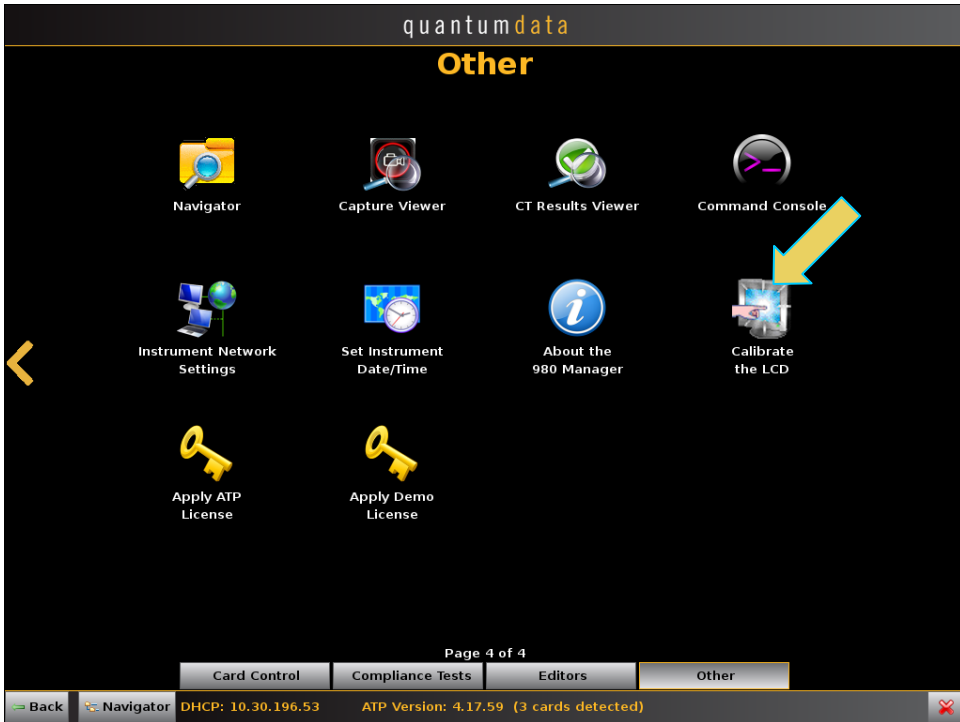 quantumdata
Other
Navigator
Capture Viewer
CT Results Viewer
Command Console
Instrument Network
Settings
Set Instrument
Date/Time
About the
980 Manager
Calibrate
the LCD
Apply ATP
License
Apply Demo
License
Page 4 of 4
Card Control
Compliance Tests
Editors
Other
Back
Navigator
DHCP: 10.30.196.53
ATP Version: 4.17.59 (3 cards detected)